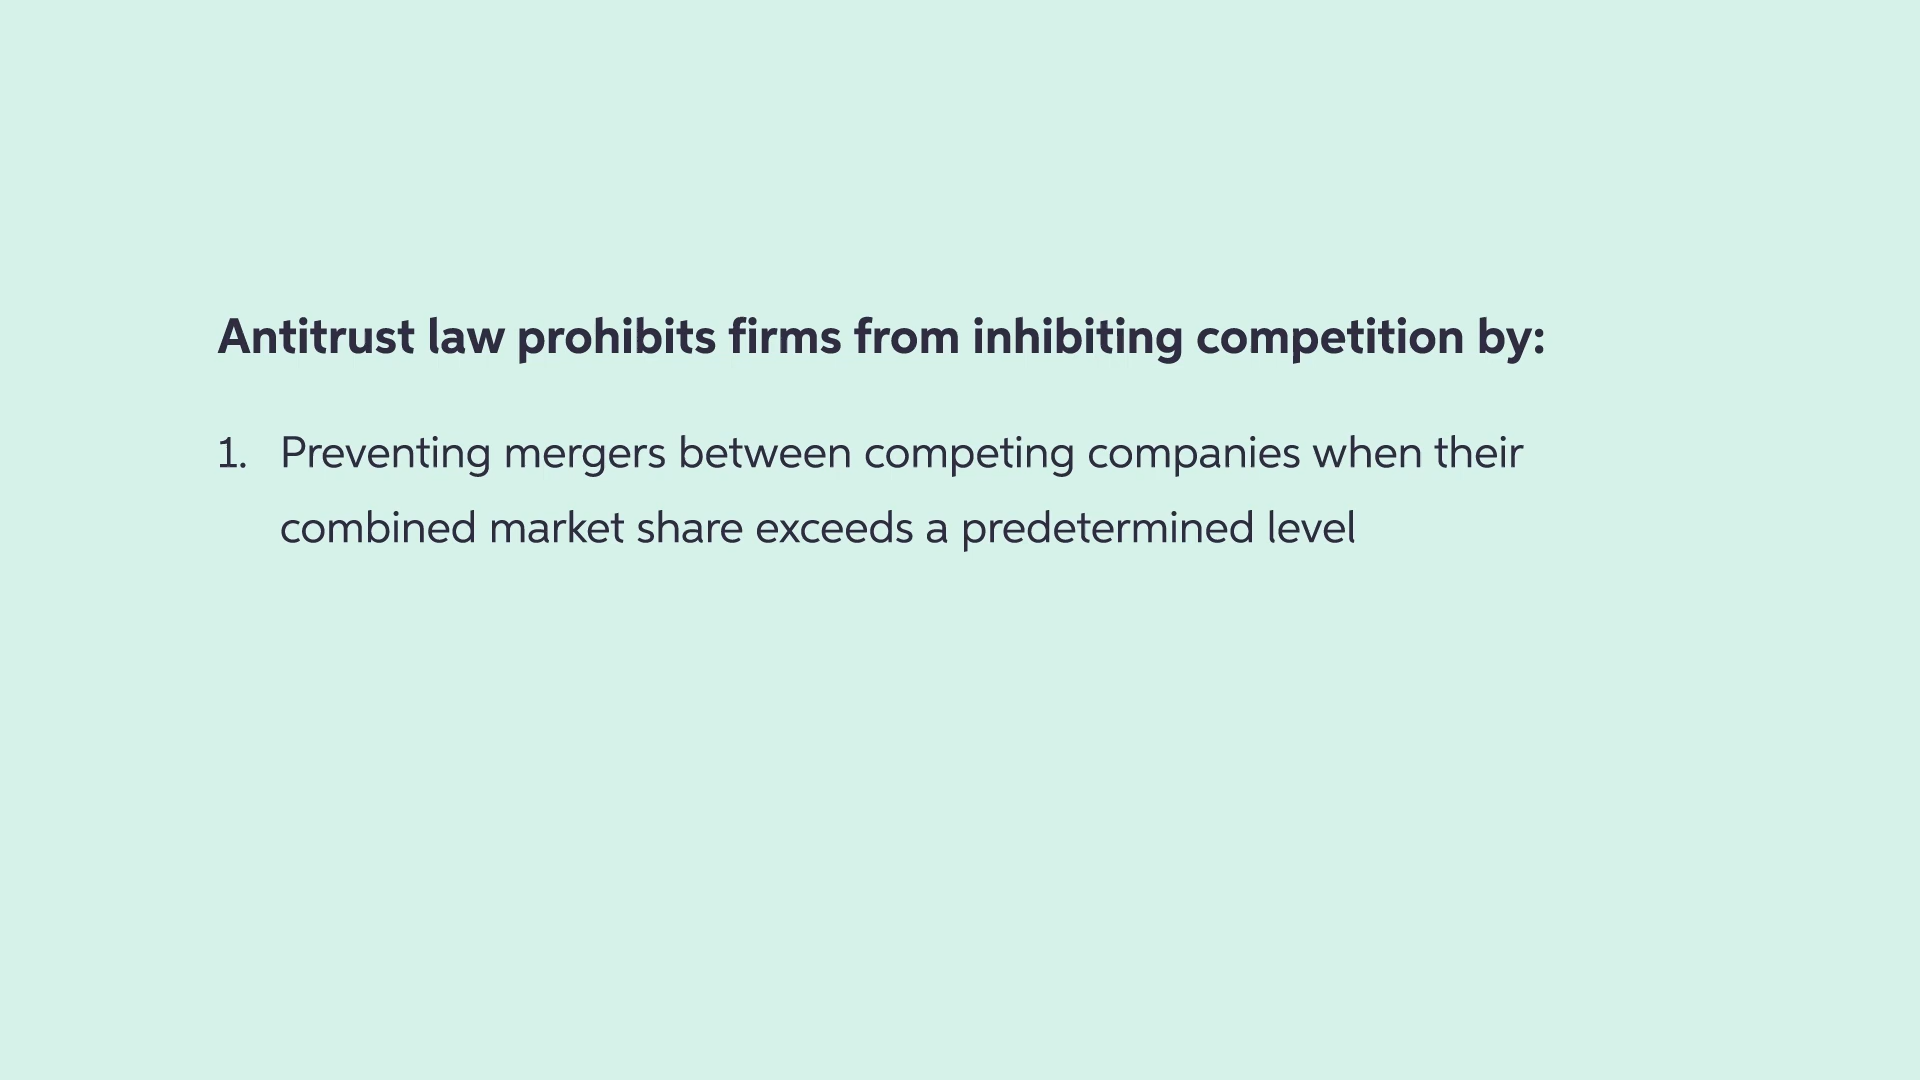 Antitrust law prohibits firms from inhibiting competition by:
1. Preventing mergers between competing companies when their
combined market share exceeds a predetermined level